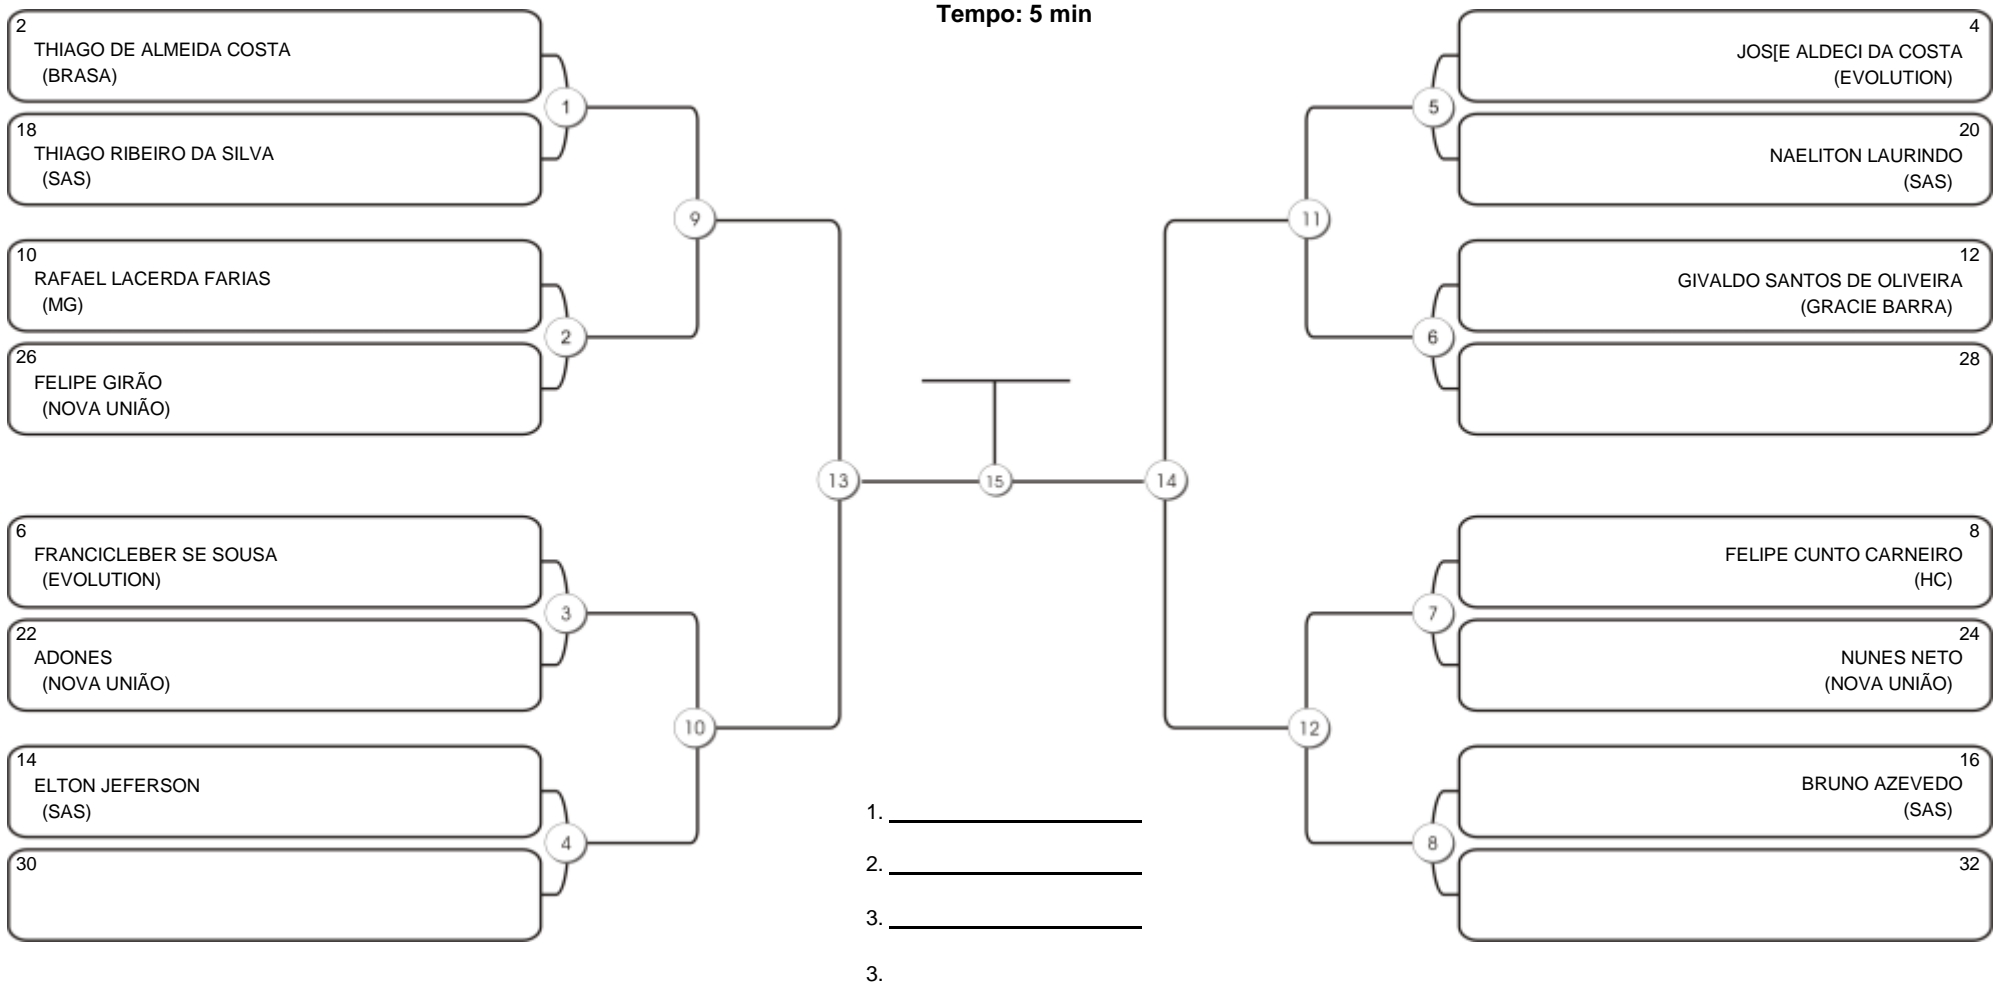 Tempo: 5 min
2
THIAGO DE ALMEIDA COSTA
(BRASA)
1
18
THIAGO RIBEIRO DA SILVA
(SAS)
9
10
RAFAEL LACERDA FARIAS
(MG)
2
26
FELIPE GIRÃO
(NOVA UNIÃO)
13
6
FRANCICLEBER SE SOUSA
(EVOLUTION)
3
22
ADONES
(NOVA UNIÃO)
10
14
ELTON JEFERSON
(SAS)
4
30
15
4
JOS[E ALDECI DA COSTA
(EVOLUTION)
5
20
NAELITON LAURINDO
(SAS)
11
12
GIVALDO SANTOS DE OLIVEIRA
(GRACIE BARRA)
6
28
14
8
FELIPE CUNTO CARNEIRO
(HC)
7
24
NUNES NETO
(NOVA UNIÃO)
12
16
BRUNO AZEVEDO
(SAS)
8
32
1.
2.
3.
3.